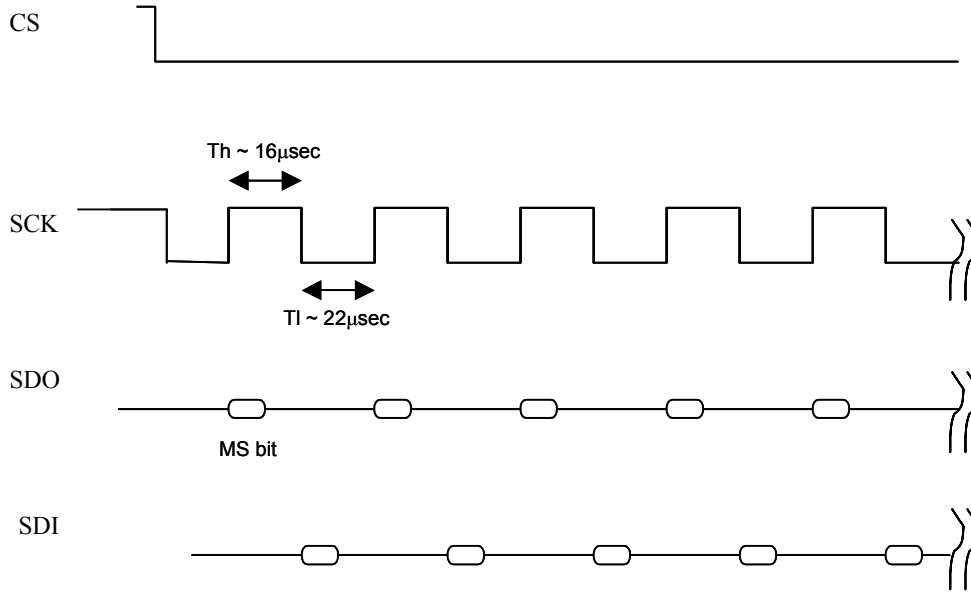 CS
Th ~ 16μsec
SCK
Tl ~ 22μsec
SDO
MS bit
SDI